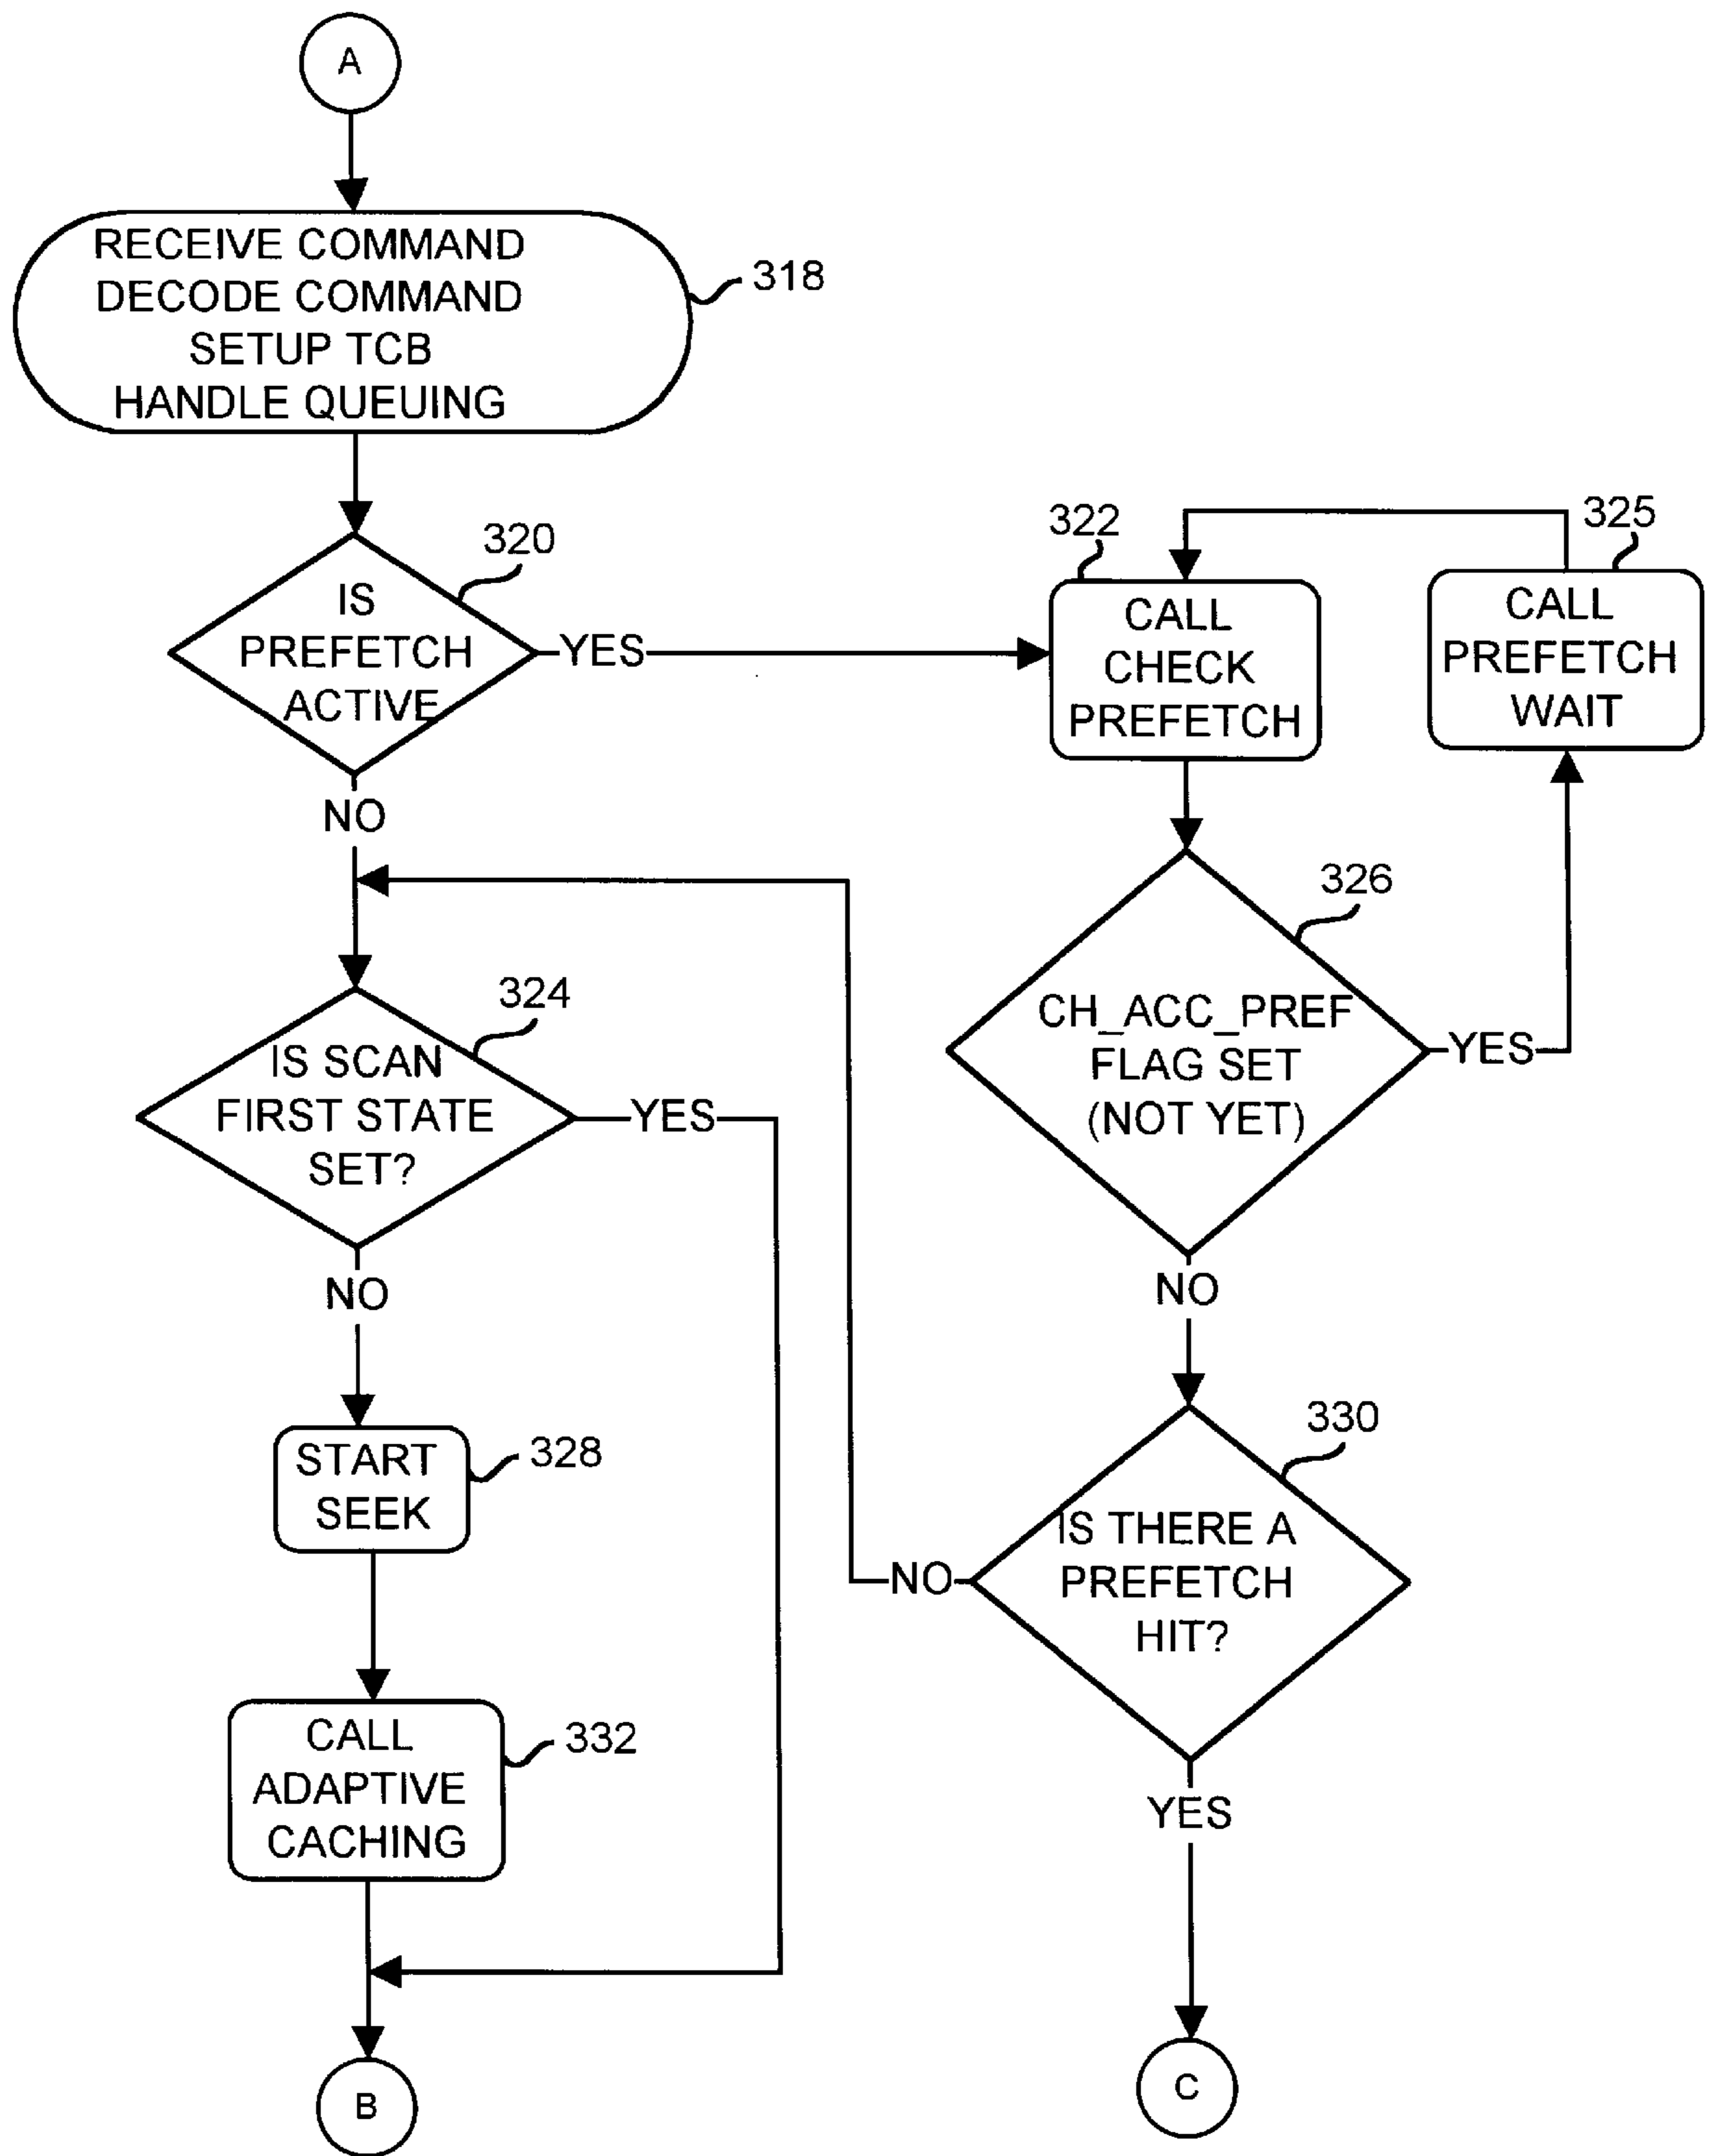 A
RECEIVE COMMAND
DECODE COMMAND
SETUP TCB
HANDLE QUEUING
318
320
IS
PREFETCH
ACTIVE
YES
NO
322
CALL
CHECK
PREFETCH
325
CALL
PREFETCH
WAIT
326
CH_ACC_PREF
FLAG SET
(NOT YET)
YES
NO
324
IS SCAN
FIRST STATE
SET?
YES
NO
328
START
SEEK
330
IS THERE A
PREFETCH
HIT?
NO
YES
332
CALL
ADAPTIVE
CACHING
B
C